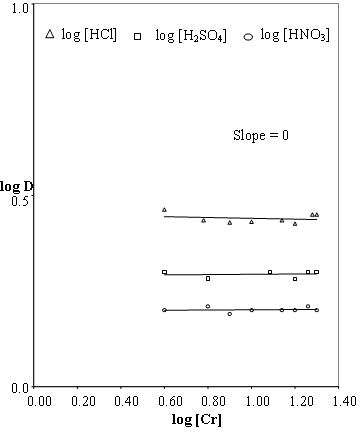 1.0
log [HCl] log [H₂SO₄] log [HNO₃]
Slope = 0
log D
0.5
0.0
0.00 0.20 0.40 0.60 0.80 1.00 1.20 1.40
log [Cr]